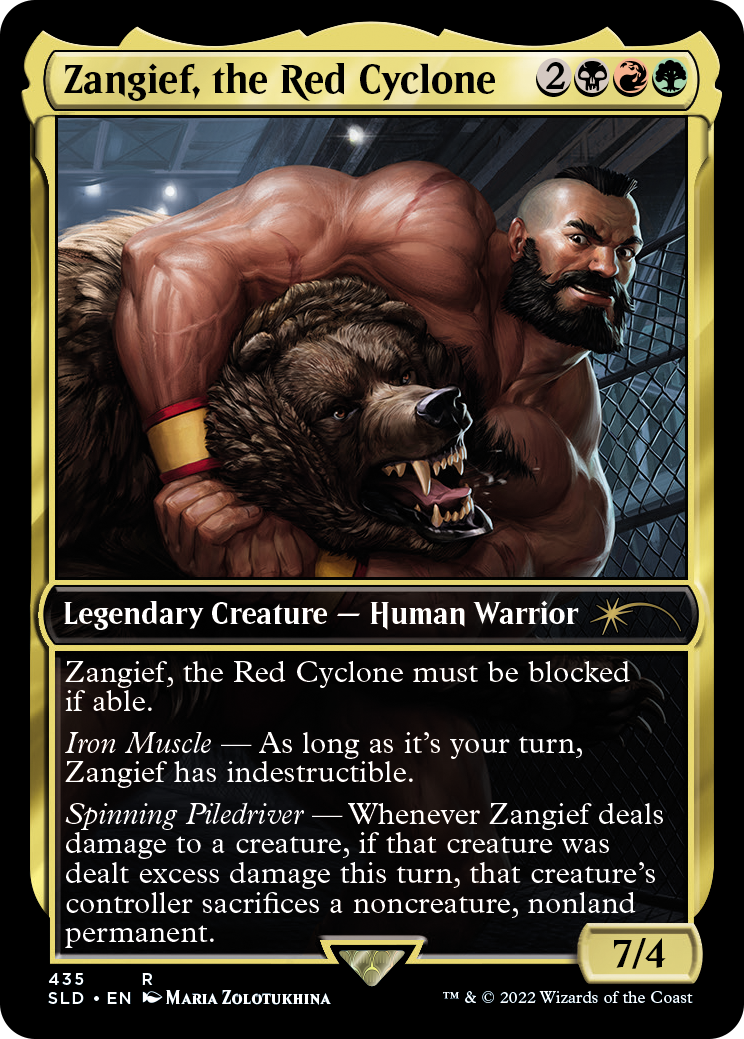 Zangief, the Red Cyclone 2
Legendary Creature — Human Warrior
Zangief, the Red Cyclone must be blocked
if able.
Iron Muscle — As long as it's your turn,
Zangief has indestructible.
Spinning Piledriver — Whenever Zangief deals
damage to a creature, if that creature was
dealt excess damage this turn, that creature's
controller sacrifices a noncreature, nonland
permanent.
7/4
435 R
SLD • EN Maria Zolotukhina
™ & © 2022 Wizards of the Coast